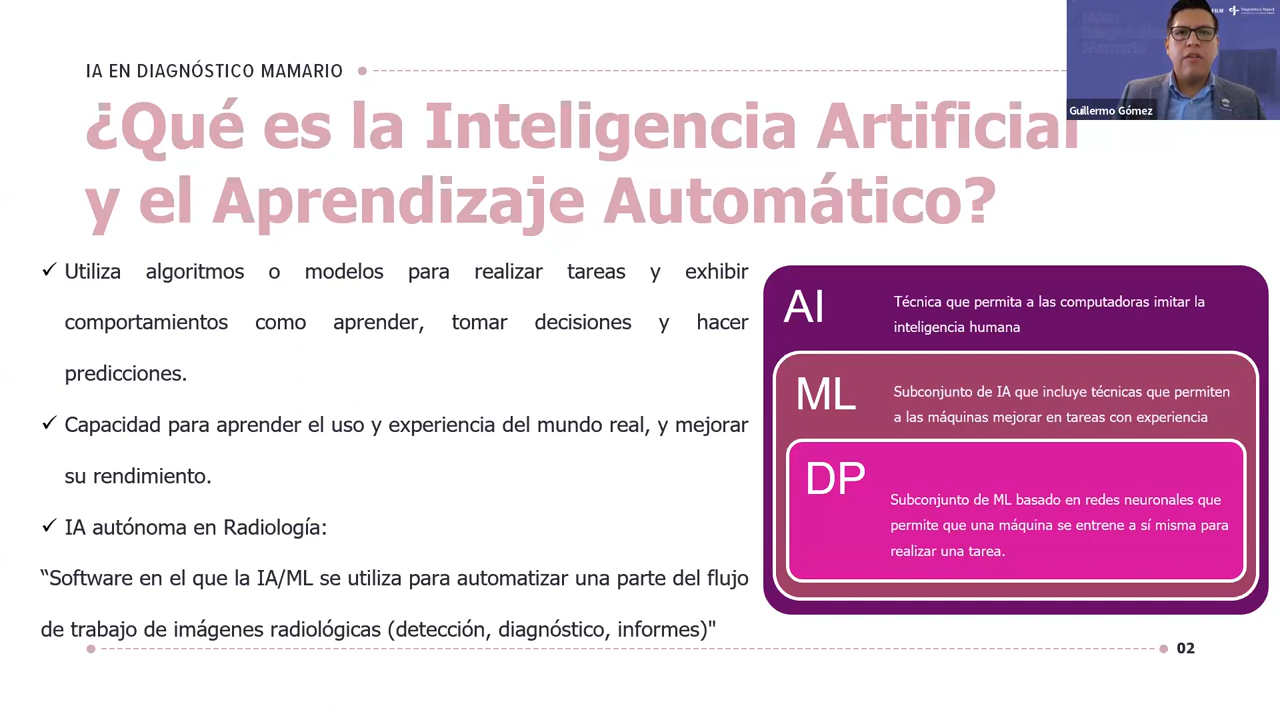 IA EN DIAGNÓSTICO MAMARIO
¿Qué es la Inteligencia Artificial
y el Aprendizaje Automático?
Guillermo Gómez
✓ Utiliza algoritmos o modelos para realizar tareas y exhibir
comportamientos como aprender, tomar decisiones y hacer
predicciones.
✓ Capacidad para aprender el uso y experiencia del mundo real, y mejorar
su rendimiento.
✓ IA autónoma en Radiología:
“Software en el que la IA/ML se utiliza para automatizar una parte del flujo
de trabajo de imágenes radiológicas (detección, diagnóstico, informes)"
AI
Técnica que permita a las computadoras imitar la
inteligencia humana
ML
Subconjunto de IA que incluye técnicas que permiten
a las máquinas mejorar en tareas con experiencia
DP
Subconjunto de ML basado en redes neuronales que
permite que una máquina se entrene a sí misma para
realizar una tarea.
02